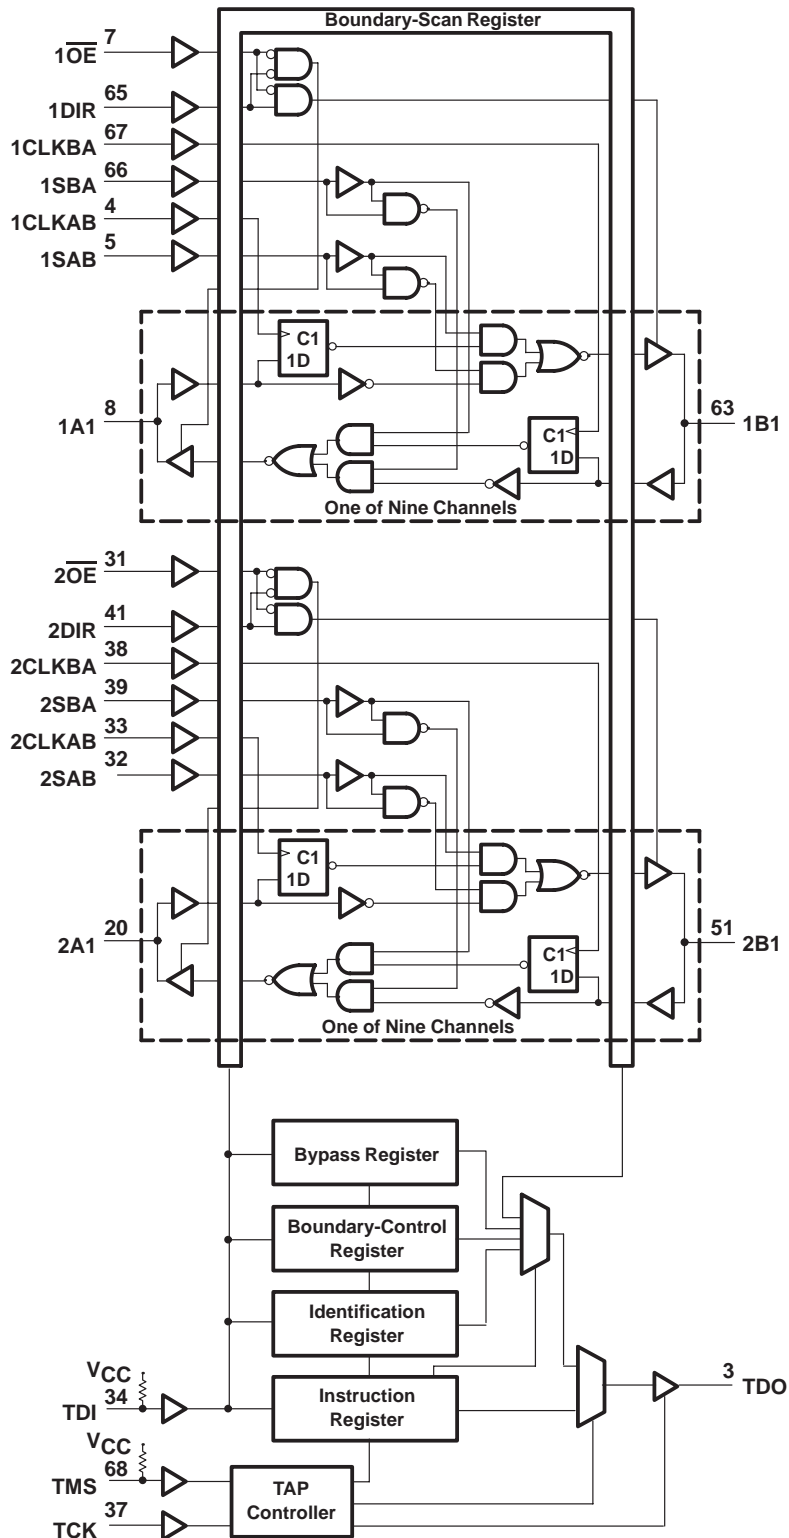 Boundary-Scan Register
1OE 7
1DIR 65
1CLKBA 67
1SBA 66
1CLKAB 4
1SAB 5
C1
1D
1A1 8
63 1B1
C1
1D
One of Nine Channels
2OE 31
2DIR 41
2CLKBA 38
2SBA 39
2CLKAB 33
2SAB 32
C1
1D
2A1 20
51 2B1
C1
1D
One of Nine Channels
Bypass Register
Boundary-Control
Register
Identification
Register
VCC
TDI 34
Instruction
Register
3 TDO
VCC
TMS 68
TAP
Controller
TCK 37